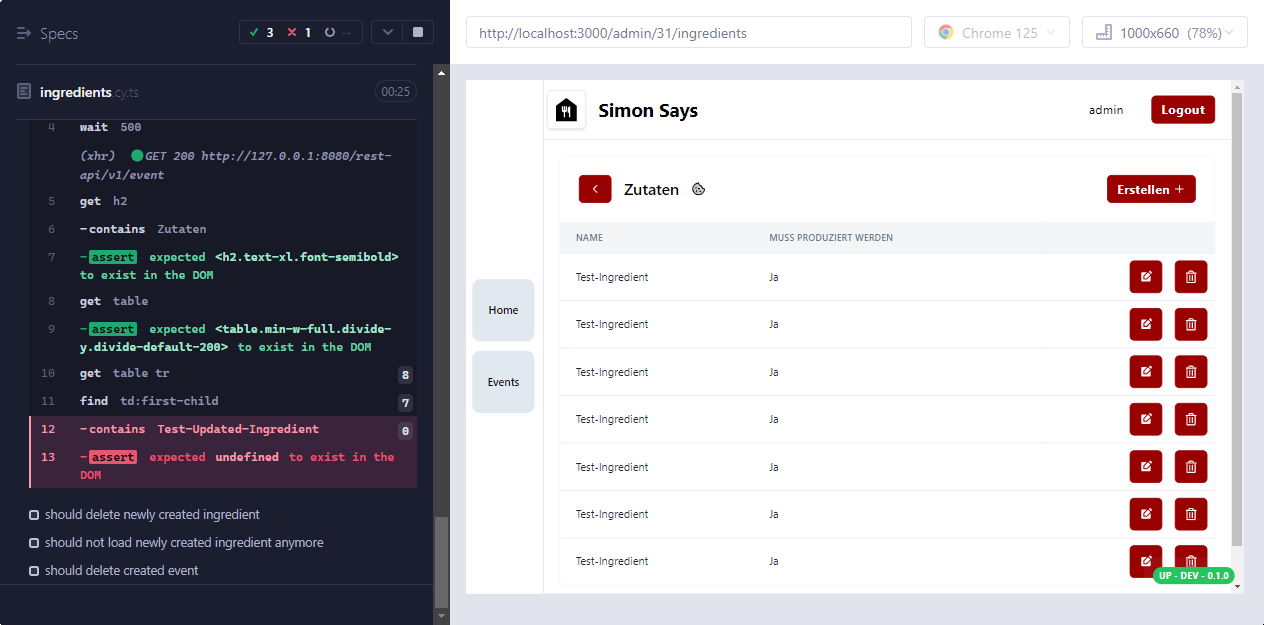 Specs
3 1 --
ingredients.cy.ts 00:25
4 wait 500
(xhr) GET 200 http://127.0.0.1:8080/rest-
api/v1/event
5 get h2
6 -contains Zutaten
7 -assert expected <h2.text-xl.font-semibold>
to exist in the DOM
8 get table
9 -assert expected <table.min-w-full.divide-
y.divide-default-200> to exist in the DOM
10 get table tr 8
11 find td:first-child 7
12 -contains Test-Updated-Ingredient 0
13 -assert expected undefined to exist in the
DOM
should delete newly created ingredient
should not load newly created ingredient anymore
should delete created event
http://localhost:3000/admin/31/ingredients
Chrome 125
1000x660 (78%)
Simon Says
admin
Logout
Home
Events
Zutaten
Erstellen +
NAME MUSS PRODUZIERT WERDEN
Test-Ingredient Ja
Test-Ingredient Ja
Test-Ingredient Ja
Test-Ingredient Ja
Test-Ingredient Ja
Test-Ingredient Ja
Test-Ingredient Ja
UP - DEV - 0.1.0